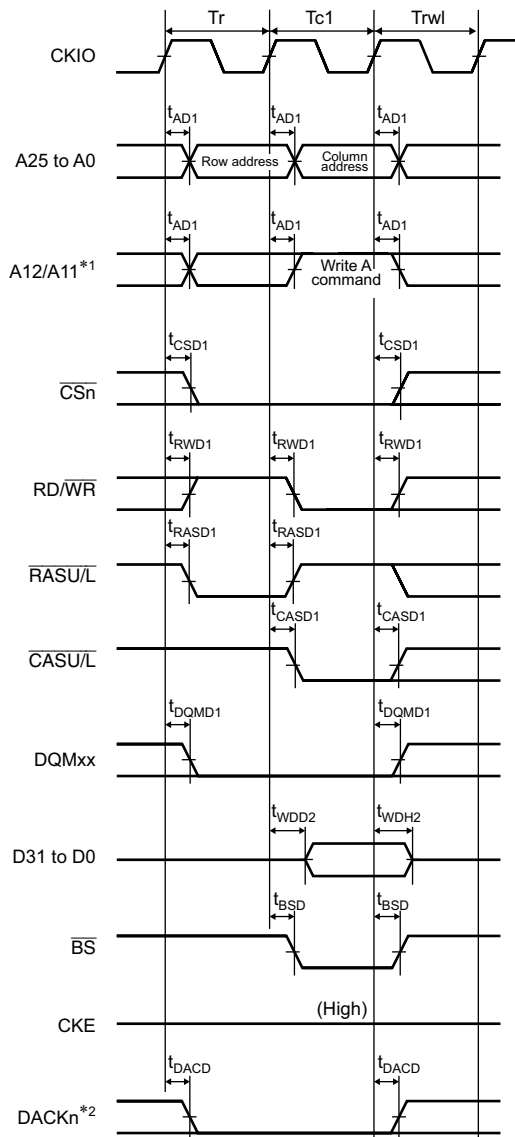 Tr Tc1 Trwl
CKIO
tAD1 tAD1 tAD1
A25 to A0 Row address Column address
tAD1 tAD1 tAD1
A12/A11*1 Write A command
tCSD1 tCSD1
CSn
tRWD1 tRWD1 tRWD1
RD/WR
tRASD1 tRASD1
RASU/L
tCASD1 tCASD1
CASU/L
tDQMD1 tDQMD1
DQMxx
tWDD2 tWDH2
D31 to D0
tBSD tBSD
BS
(High)
CKE
tDACD tDACD
DACKn*2